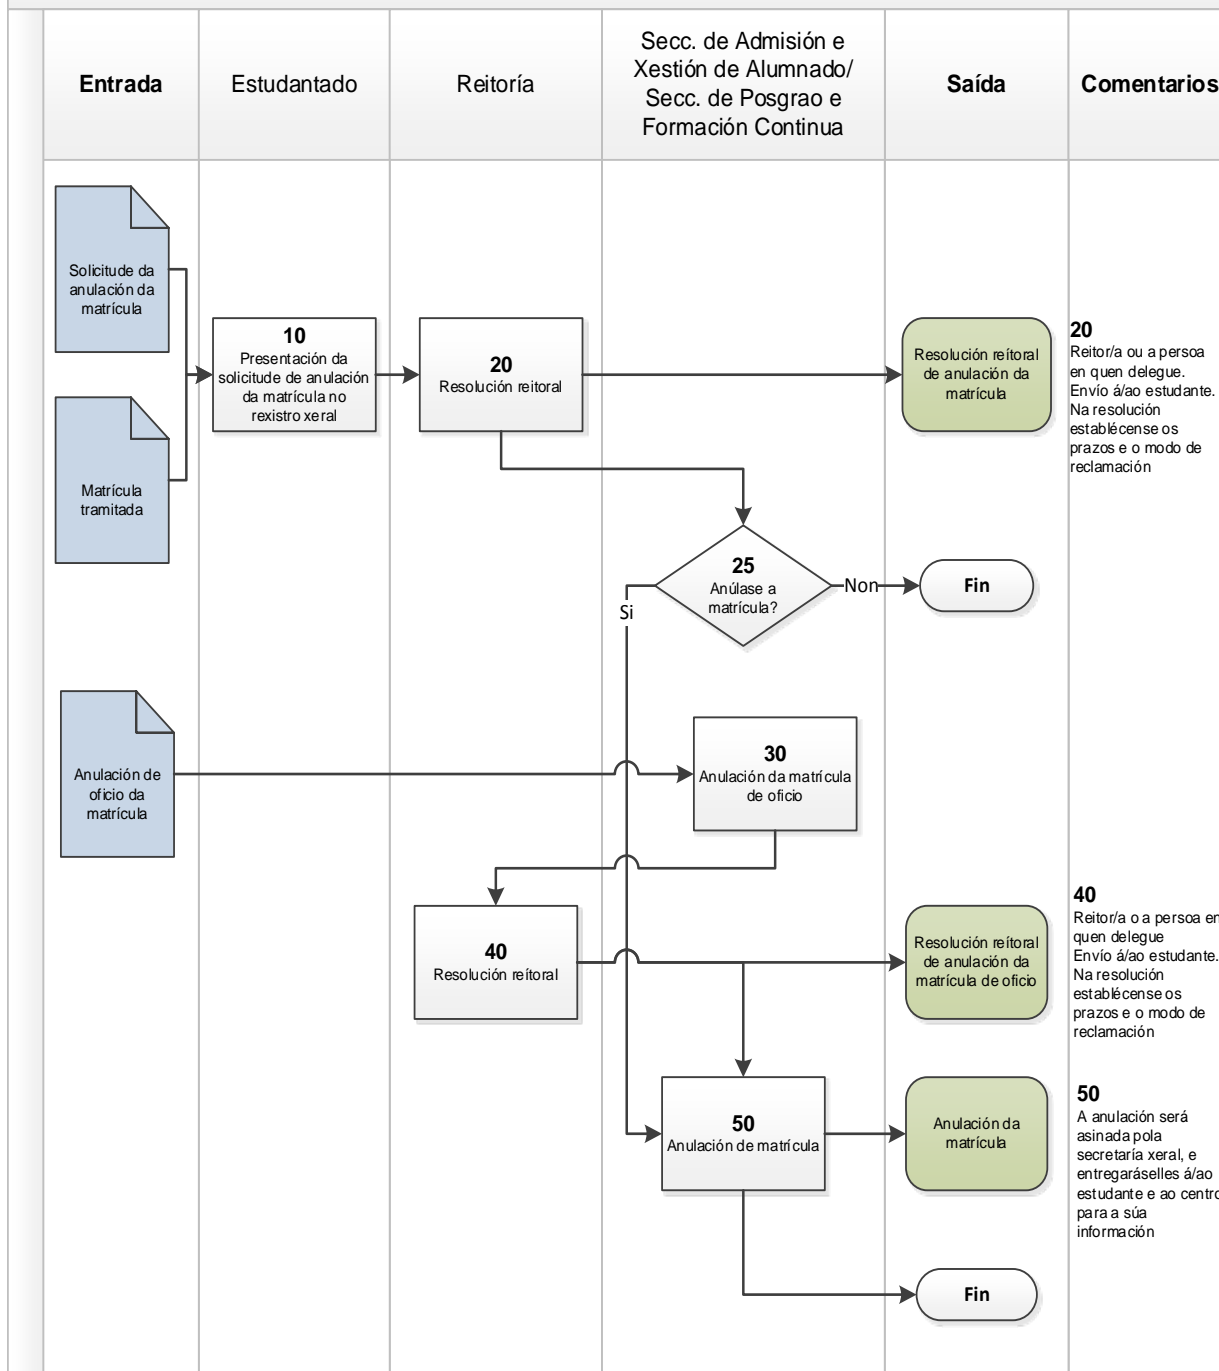 Entrada
Estudantado
Reitoría
Secc. de Admisión e
Xestión de Alumnado/
Secc. de Posgrao e
Formación Continua
Saída
Comentarios
Solicitude da
anulación da
matrícula
Matrícula
tramitada
10
Presentación da
solicitude de anulación
da matrícula no
rexistro xeral
20
Resolución reitoral
Resolución reitoral
de anulación da
matrícula
20
Reitor/a ou a persoa
en quen delegue.
Envío á/ao estudante.
Na resolución
establécense os
prazos e o modo de
reclamación
25
Anúlase a
matrícula?
Non
Fin
Si
Anulación de
oficio da
matrícula
30
Anulación da matrícula
de oficio
40
Resolución reitoral
Resolución reitoral
de anulación da
matrícula de oficio
40
Reitor/a o a persoa en
quen delegue
Envío á/ao estudante.
Na resolución
establécense os
prazos e o modo de
reclamación
50
Anulación de matrícula
Anulación da
matrícula
50
A anulación será
asinada pola
secretaría xeral, e
entregaráselles á/ao
estudante e ao centro
para a súa
información
Fin